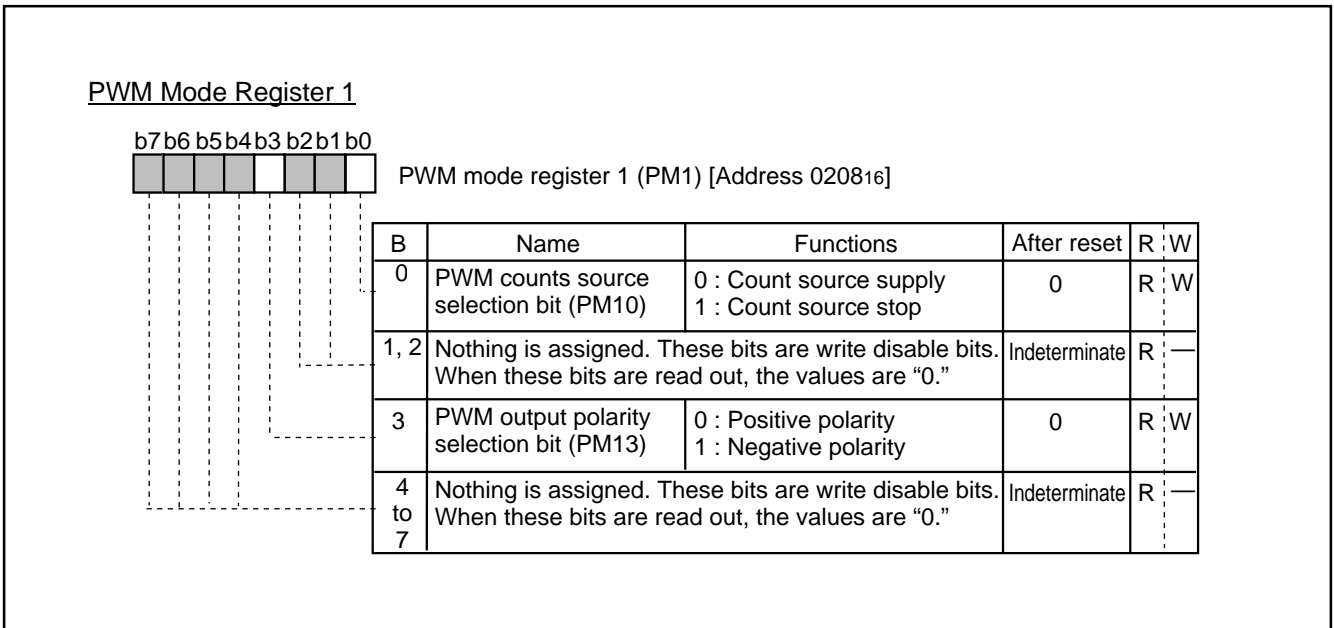 PWM Mode Register 1
b7 b6 b5 b4 b3 b2 b1 b0
PWM mode register 1 (PM1) [Address 020816]
B Name Functions After reset R W
0 PWM counts source selection bit (PM10) 0 : Count source supply 1 : Count source stop 0 R W
1, 2 Nothing is assigned. These bits are write disable bits. When these bits are read out, the values are “0.” Indeterminate R —
3 PWM output polarity selection bit (PM13) 0 : Positive polarity 1 : Negative polarity 0 R W
4 to 7 Nothing is assigned. These bits are write disable bits. When these bits are read out, the values are “0.” Indeterminate R —